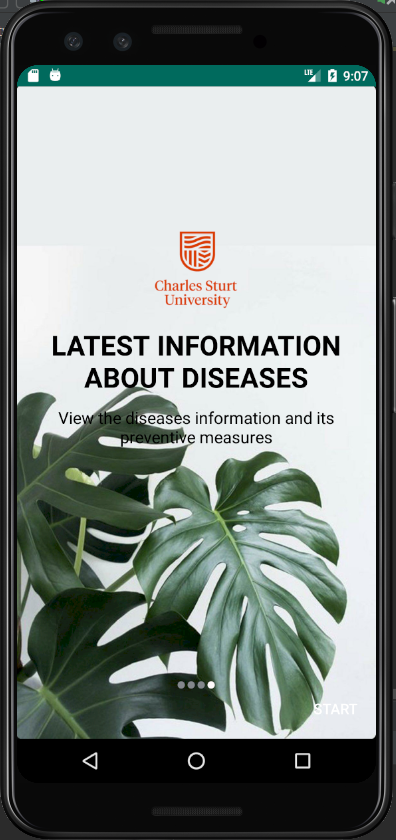 LTE 9:07
Charles Sturt
University
LATEST INFORMATION
ABOUT DISEASES
View the diseases information and its
preventive measures
START